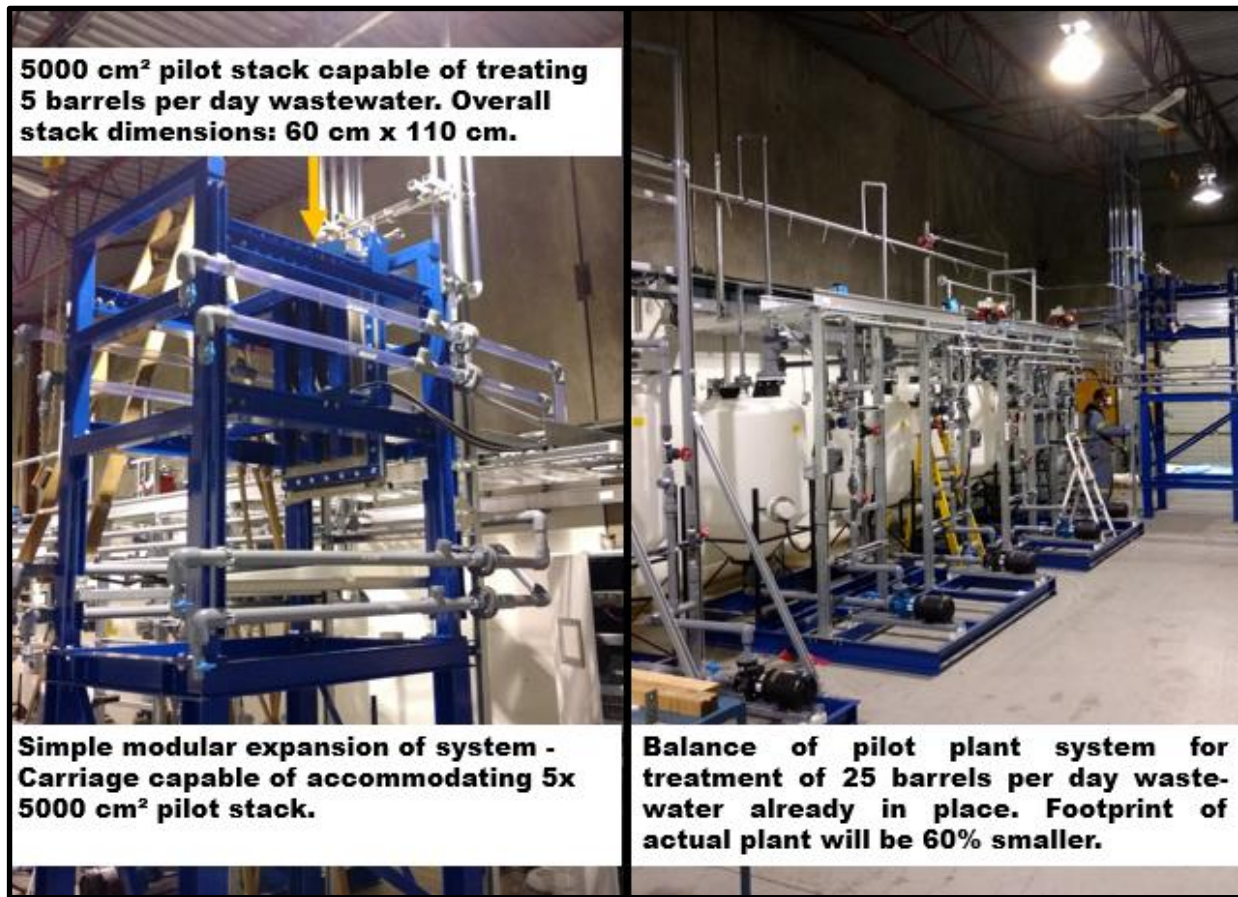 5000 cm² pilot stack capable of treating
5 barrels per day wastewater. Overall
stack dimensions: 60 cm x 110 cm.
Simple modular expansion of system -
Carriage capable of accommodating 5x
5000 cm² pilot stack.
Balance of pilot plant system for
treatment of 25 barrels per day waste-
water already in place. Footprint of
actual plant will be 60% smaller.